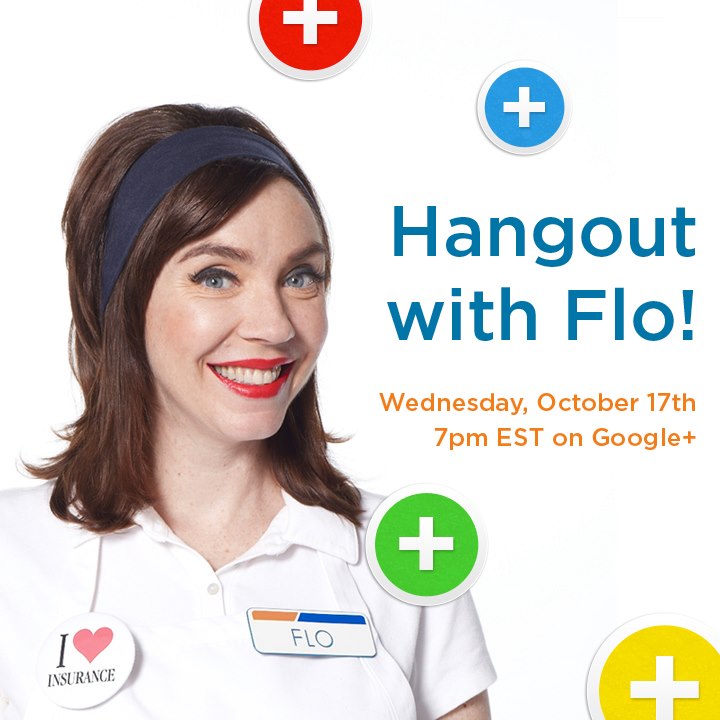 Hangout
with Flo!
Wednesday, October 17th
7pm EST on Google+
FLO
I ♥
INSURANCE